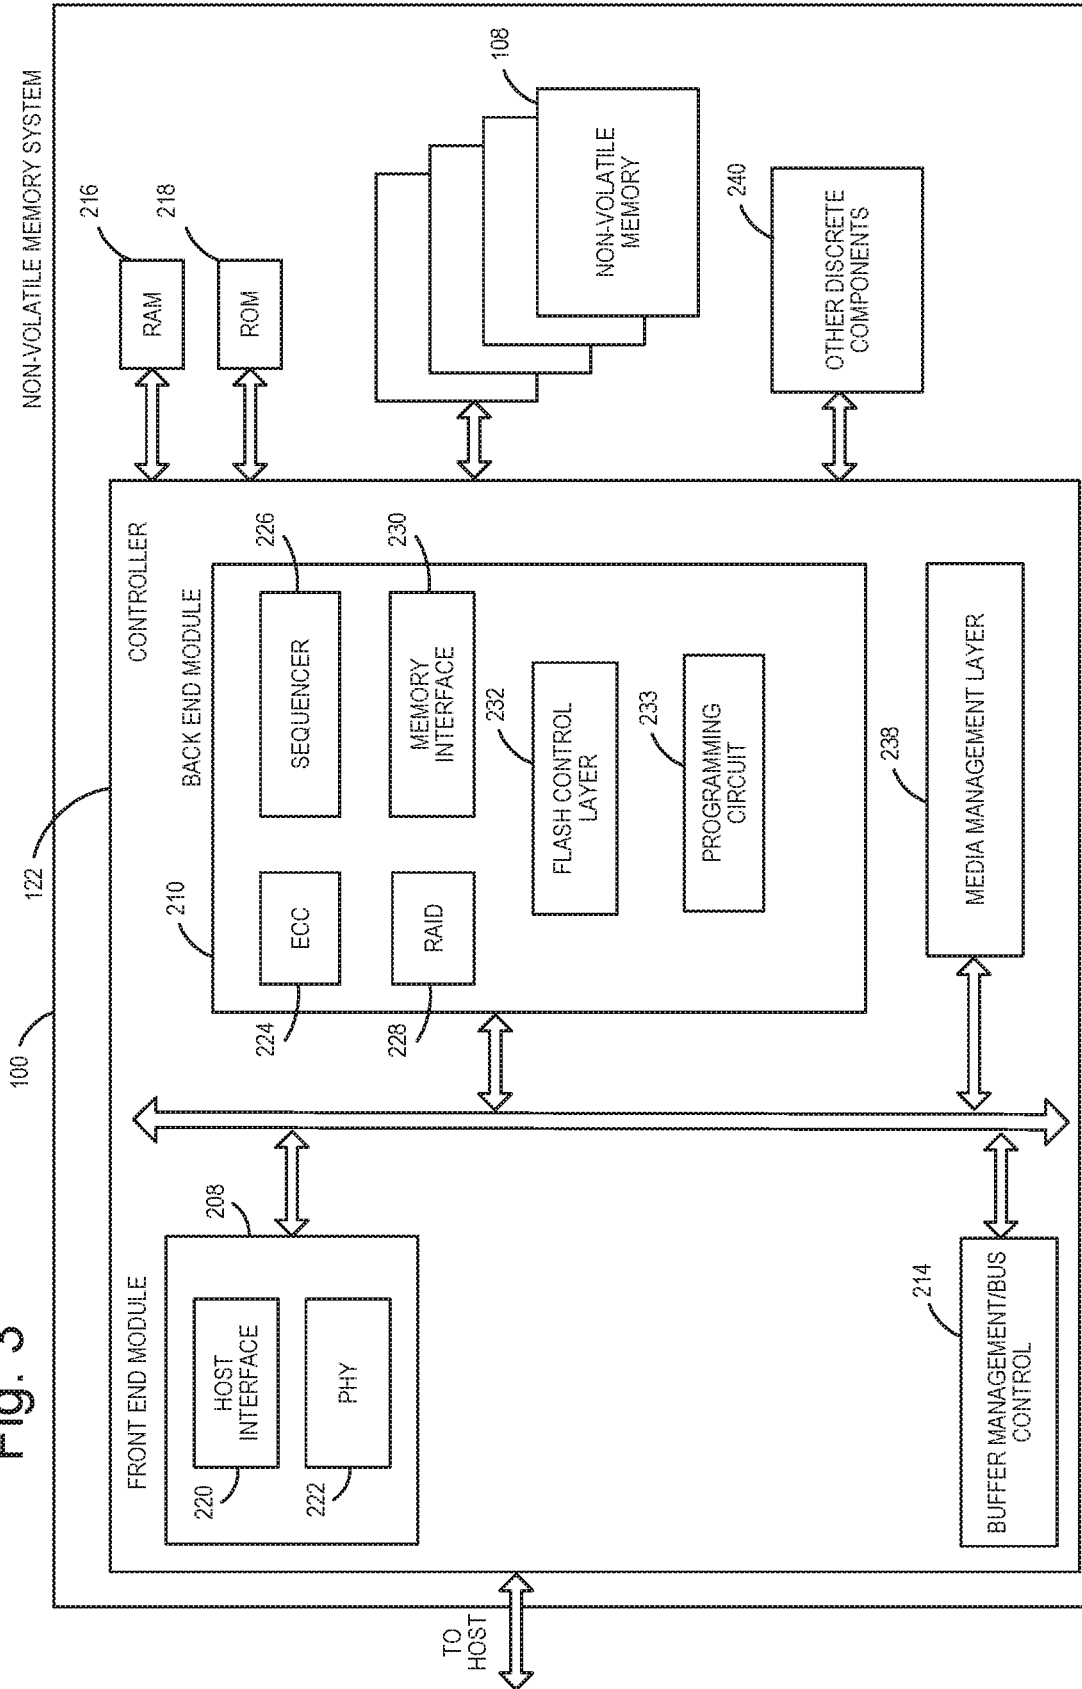 Fig. 3
100
122
NON-VOLATILE MEMORY SYSTEM
CONTROLLER
TO
HOST
FRONT END MODULE
208
HOST
INTERFACE
220
PHY
222
BUFFER MANAGEMENT/BUS
CONTROL
214
BACK END MODULE
210
ECC
224
SEQUENCER
226
RAID
228
MEMORY
INTERFACE
230
FLASH CONTROL
LAYER
232
PROGRAMMING
CIRCUIT
233
MEDIA MANAGEMENT LAYER
238
RAM
216
ROM
218
NON-VOLATILE
MEMORY
108
OTHER DISCRETE
COMPONENTS
240